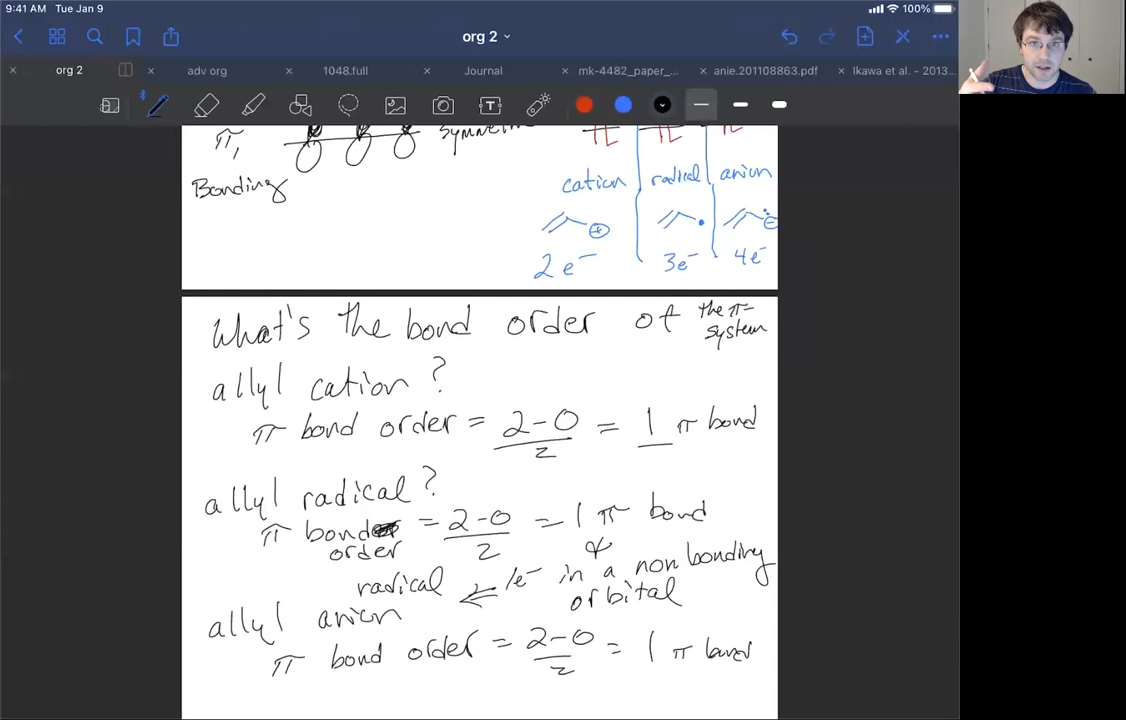 9:41 AM Tue Jan 9
100%
org 2
org 2
adv org
1048.full
Journal
mk-4482_paper_...
anie.201108863.pdf
Ikawa et al. - 2013...
π1
Bonding
cation
radical
anion
+
−
2 e⁻
3e⁻
4e⁻
What's the bond order of the π-system
allyl cation?
π bond order = 2-0/2 = 1 π bond
allyl radical?
π bond order = 2-0/2 = 1 π bond
&
radical ⇐ 1e⁻ in a non bonding orbital
allyl anion
π bond order = 2-0/2 = 1 π bond